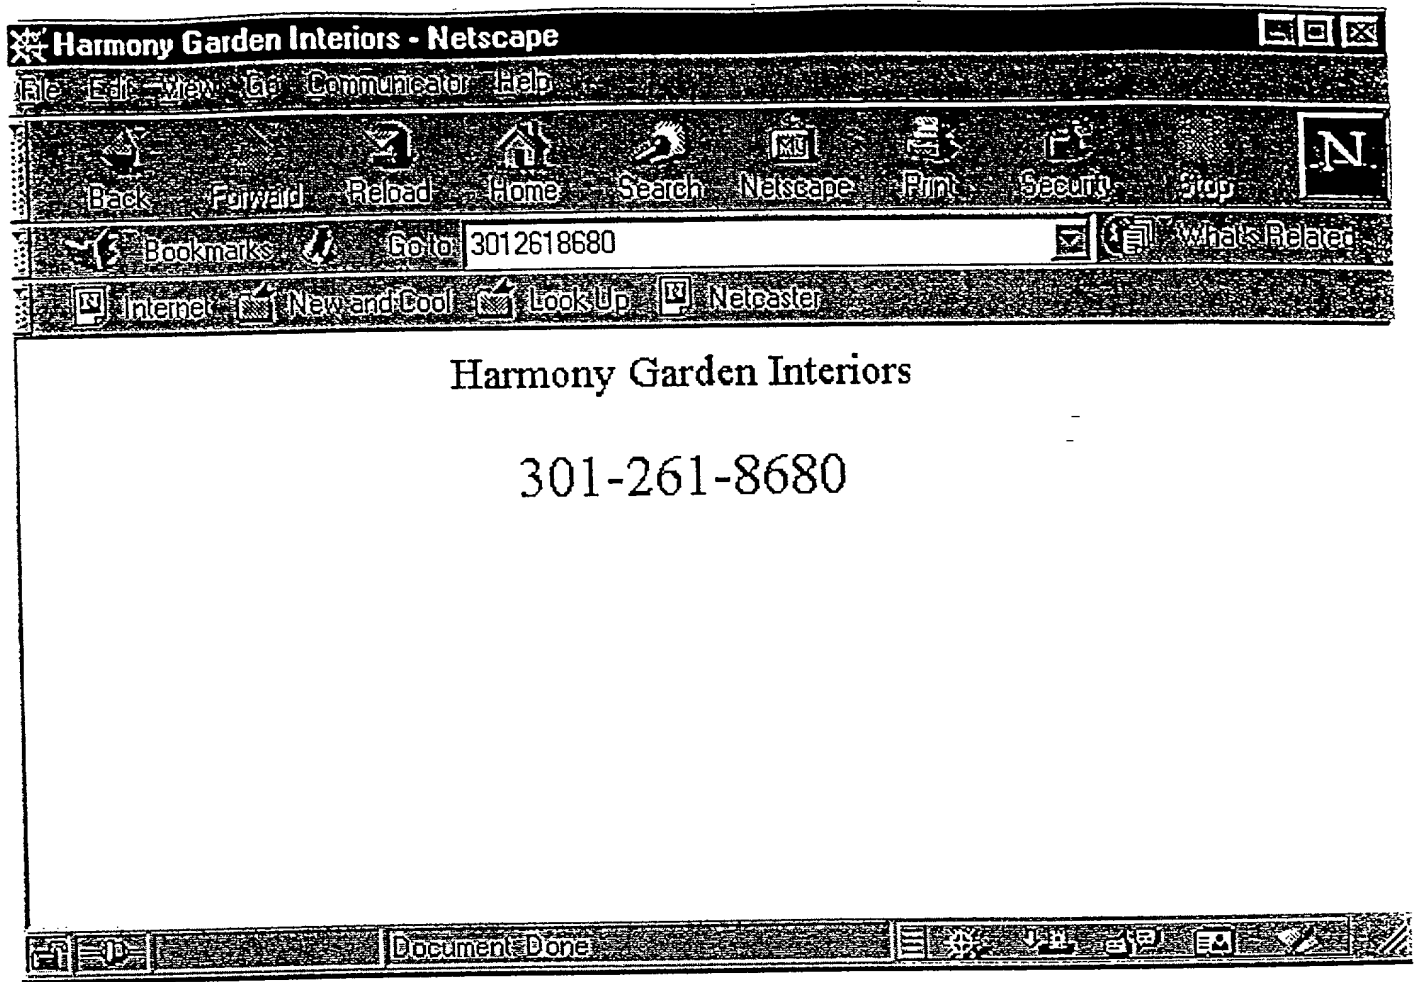 Harmony Garden Interiors - Netscape
File Edit View Go Communicator Help
N
Back Forward Reload Home Search Netscape Print Security Stop
Bookmarks Go to 3012618680 What's Related
Internet New and Cool Look Up Netcaster
Harmony Garden Interiors
301-261-8680
Document: Done